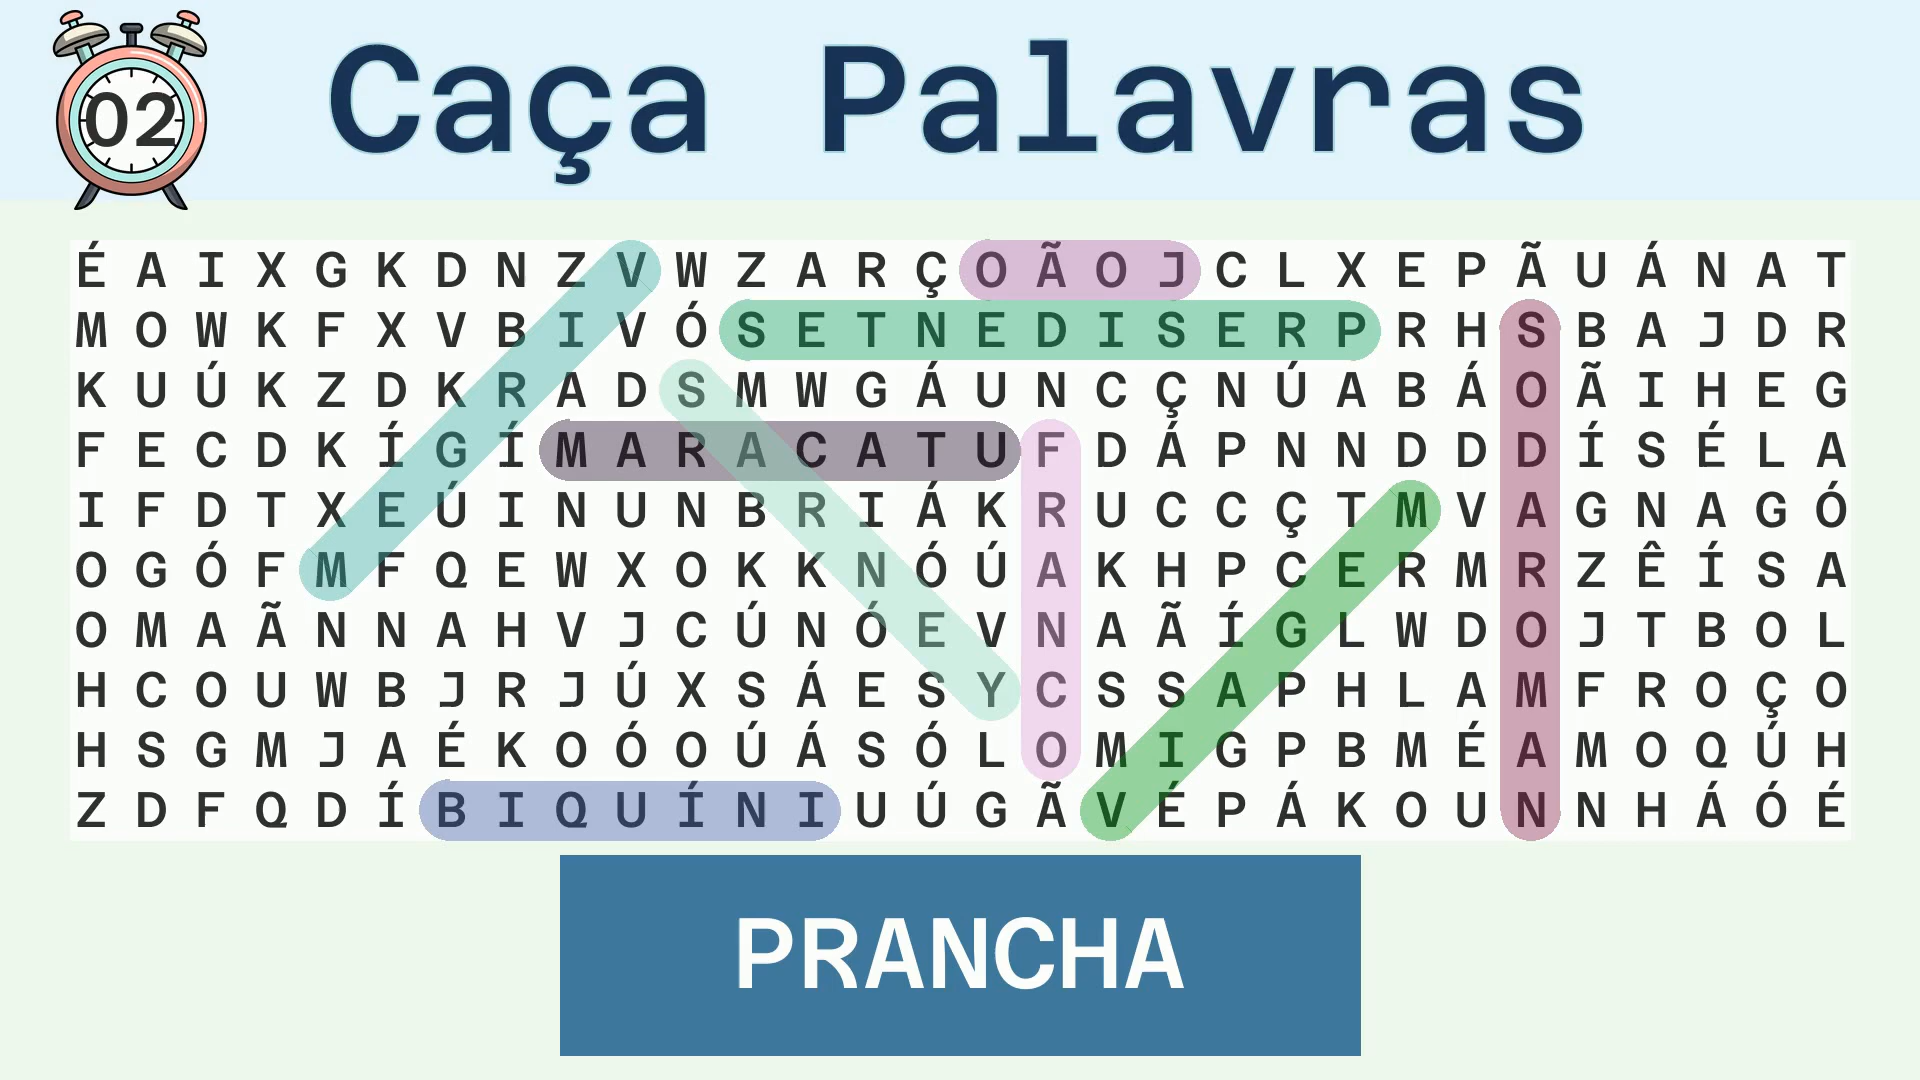 02
Caça Palavras
É A I X G K D N Z V W Z A R Ç O Ã O J C L X E P Ã U Á N A T
M O W K F X V B I V Ó S E T N E D I S E R P R H S B A J D R
K U Ú K Z D K R A D S M W G Á U N C Ç N Ú A B Á O Ã I H E G
F E C D K Í G Í M A R A C A T U F D Á P N N D D D Í S É L A
I F D T X E Ú I N U N B R I Á K R U C C Ç T M V A G N A G Ó
O G Ó F M F Q E W X O K K N Ó Ú A K H P C E R M R Z Ê Í S A
O M A Ã N N A H V J C Ú N Ó E V N A Ã Í G L W D O J T B O L
H C O U W B J R J Ú X S Á E S Y C S S A P H L A M F R O Ç O
H S G M J A É K O Ó O Ú Á S Ó L O M I G P B M É A M O Q Ú H
Z D F Q D Í B I Q U Í N I U Ú G Ã V É P Á K O U N N H Á Ó É
PRANCHA